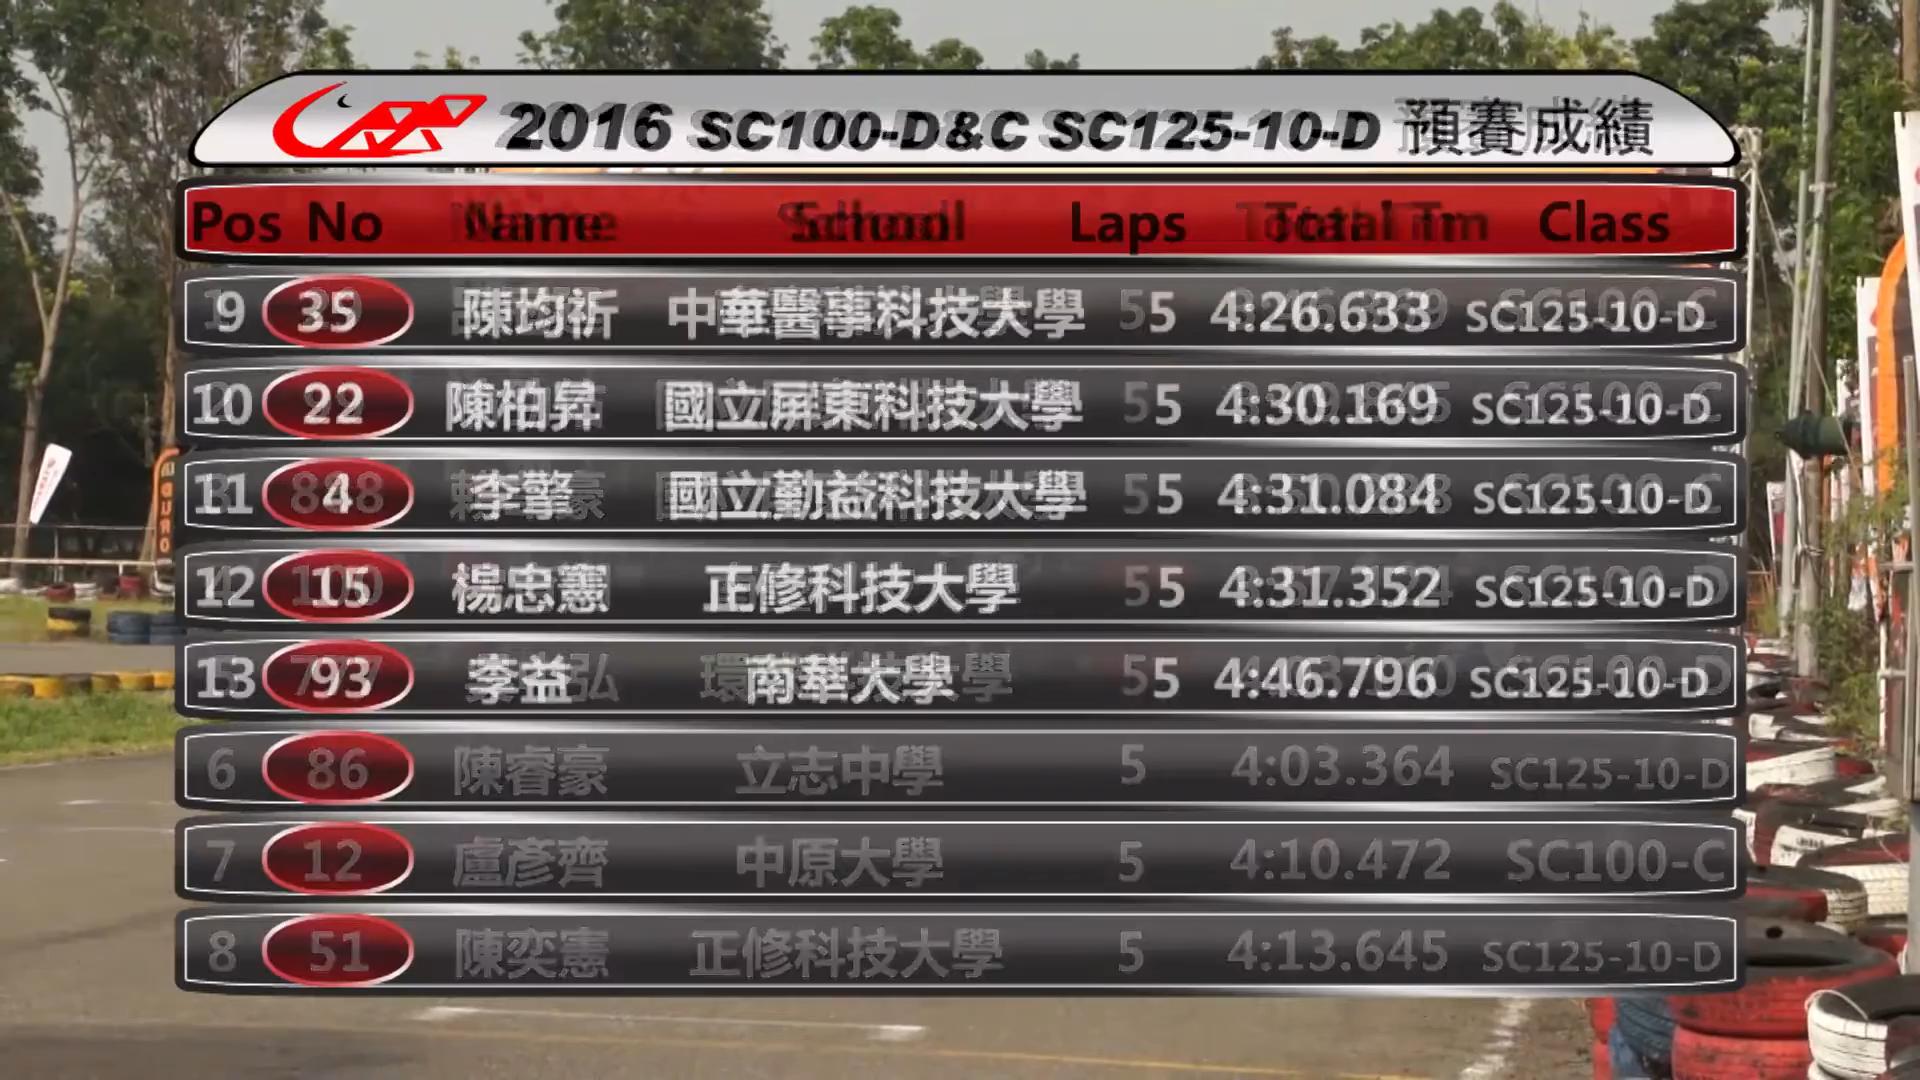 2016 SC100-D&C SC125-10-D 預賽成績
Pos No Name School Laps Total Tm Class
9 35 陳均祈 中華醫事科技大學 5 4:26.633 SC125-10-D
10 22 陳柏昇 國立屏東科技大學 5 4:30.169 SC125-10-D
11 4 李擎 國立勤益科技大學 5 4:31.084 SC125-10-D
12 15 楊忠憲 正修科技大學 5 4:31.352 SC125-10-D
13 93 李益 南華大學 5 4:46.796 SC125-10-D
6 86 陳睿豪 立志中學 5 4:03.364 SC125-10-D
7 12 盧彥齊 中原大學 5 4:10.472 SC100-C
8 51 陳奕憲 正修科技大學 5 4:13.645 SC125-10-D